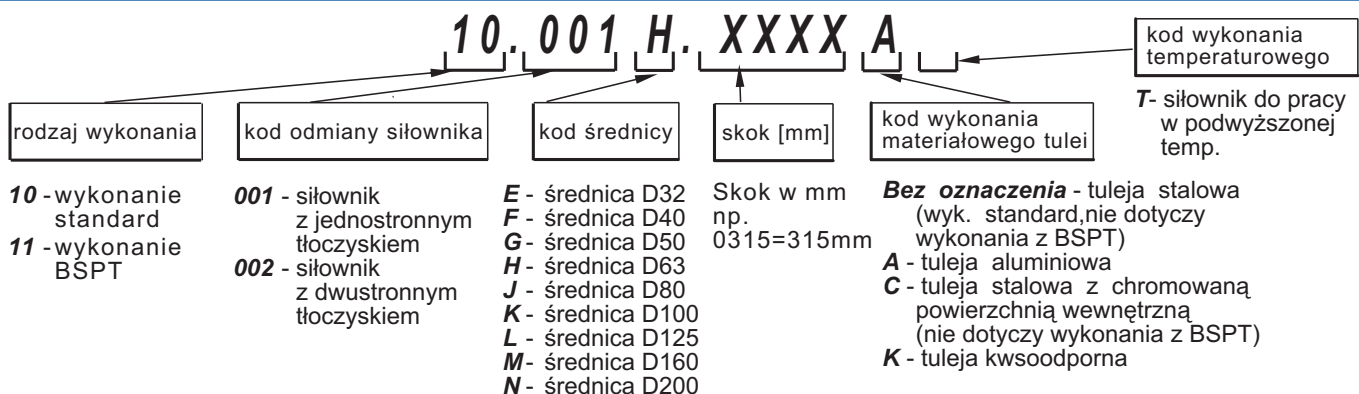 10.001 H. XXXX A
kod wykonania
temperaturowego
T- siłownik do pracy
w podwyższonej
temp.
rodzaj wykonania
10 - wykonanie
standard
11 - wykonanie
BSPT
kod odmiany siłownika
001 - siłownik
z jednostronnym
tłoczyskiem
002 - siłownik
z dwustronnym
tłoczyskiem
kod średnicy
E - średnica D32
F - średnica D40
G - średnica D50
H - średnica D63
J - średnica D80
K - średnica D100
L - średnica D125
M - średnica D160
N - średnica D200
skok [mm]
Skok w mm
np.
0315=315mm
kod wykonania
materiałowego tulei
Bez oznaczenia - tuleja stalowa
(wyk. standard,nie dotyczy
wykonania z BSPT)
A - tuleja aluminiowa
C - tuleja stalowa z chromowaną
powierzchnią wewnętrzną
(nie dotyczy wykonania z BSPT)
K - tuleja kwsoodporna